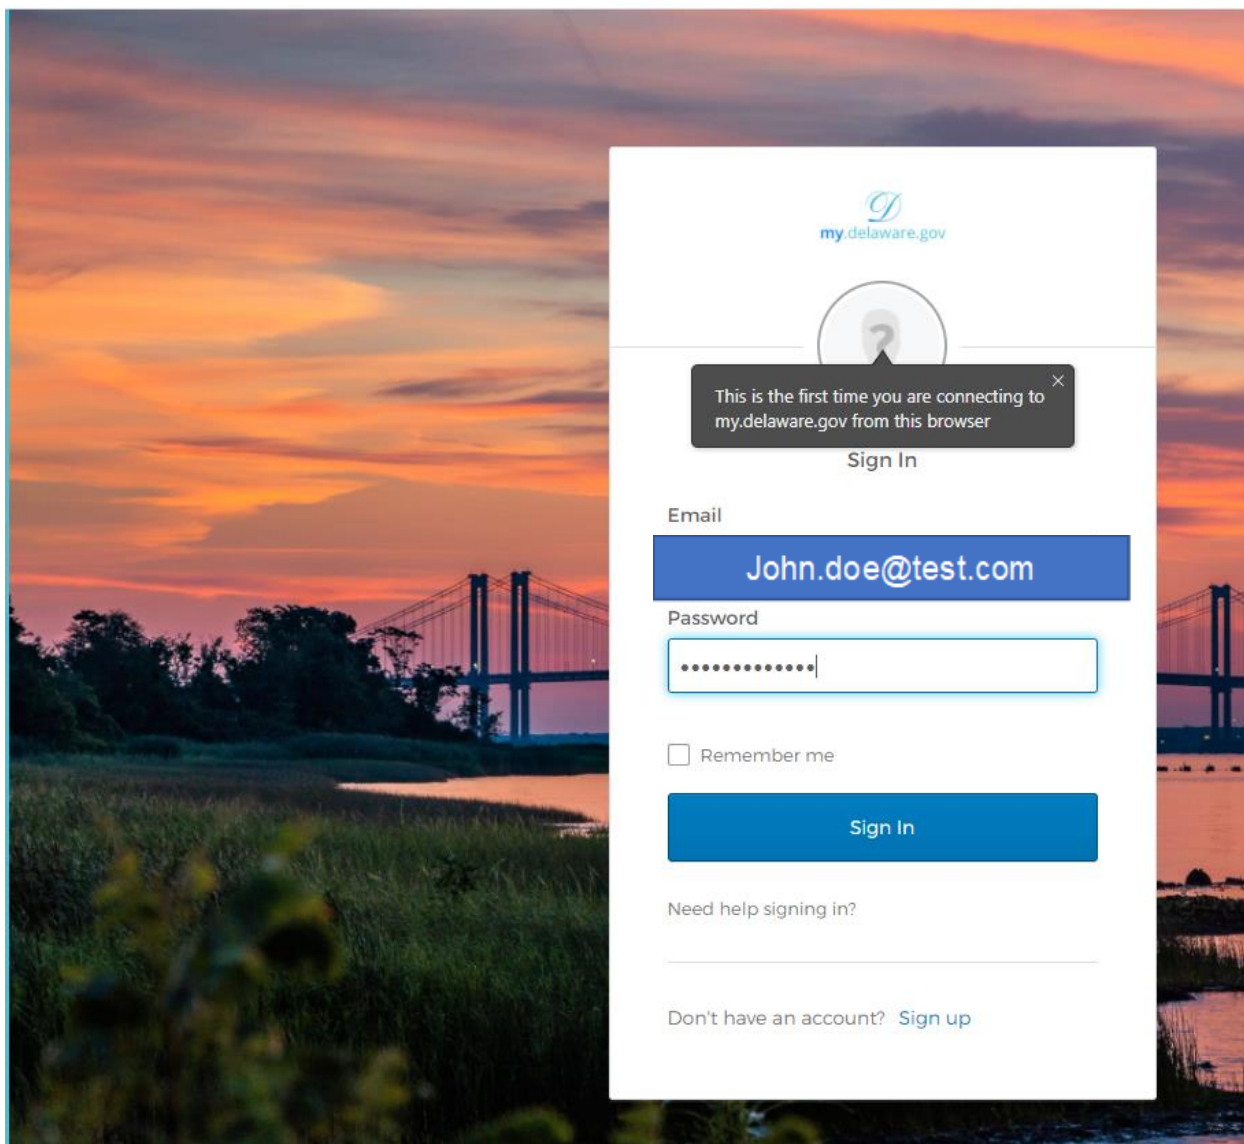 D
my.delaware.gov
?
This is the first time you are connecting to
my.delaware.gov from this browser
Sign In
Email
John.doe@test.com
Password
•••••••••••••
Remember me
Sign In
Need help signing in?
Don't have an account? Sign up